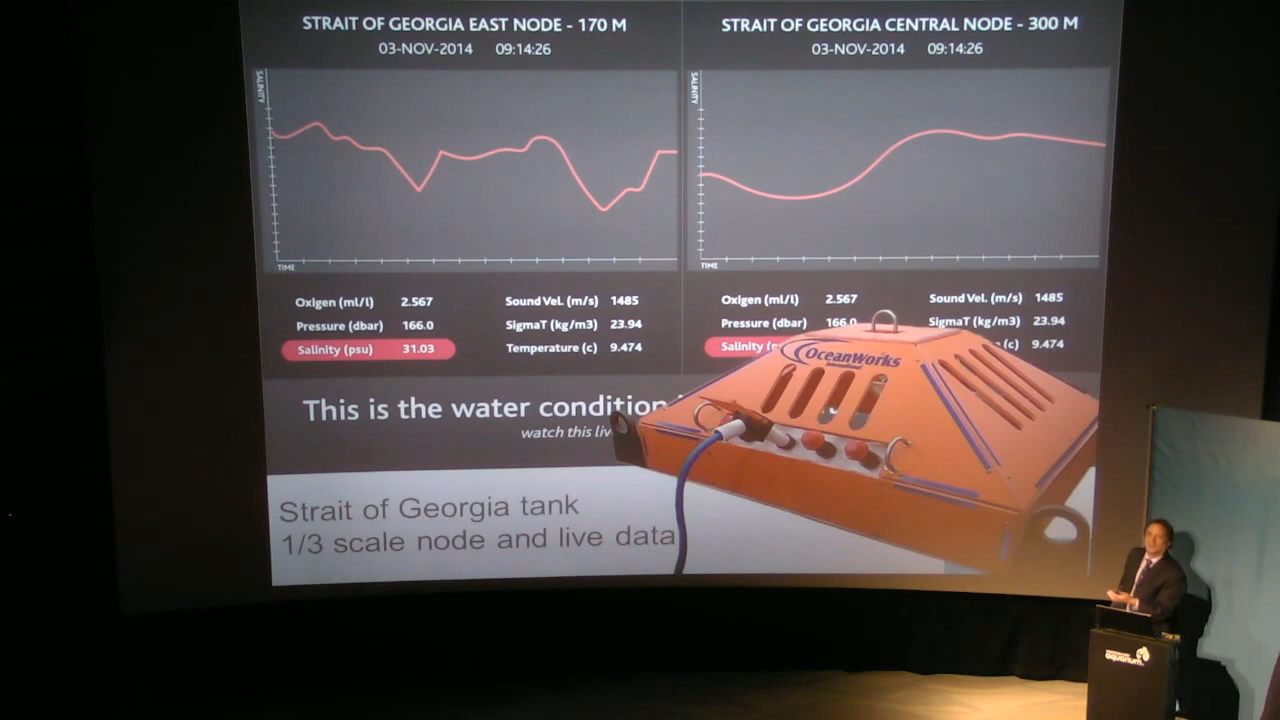 STRAIT OF GEORGIA EAST NODE - 170 M
03-NOV-2014 09:14:26
SALINITY
TIME
Oxigen (ml/l) 2.567 Sound Vel. (m/s) 1485
Pressure (dbar) 166.0 SigmaT (kg/m3) 23.94
Salinity (psu) 31.03 Temperature (c) 9.474
STRAIT OF GEORGIA CENTRAL NODE - 300 M
03-NOV-2014 09:14:26
SALINITY
TIME
Oxigen (ml/l) 2.567 Sound Vel. (m/s) 1485
Pressure (dbar) 166.0 SigmaT (kg/m3) 23.94
Salinity (c) 9.474
OceanWorks
International
This is the water condition
watch this liv
Strait of Georgia tank
1/3 scale node and live data
aquarium